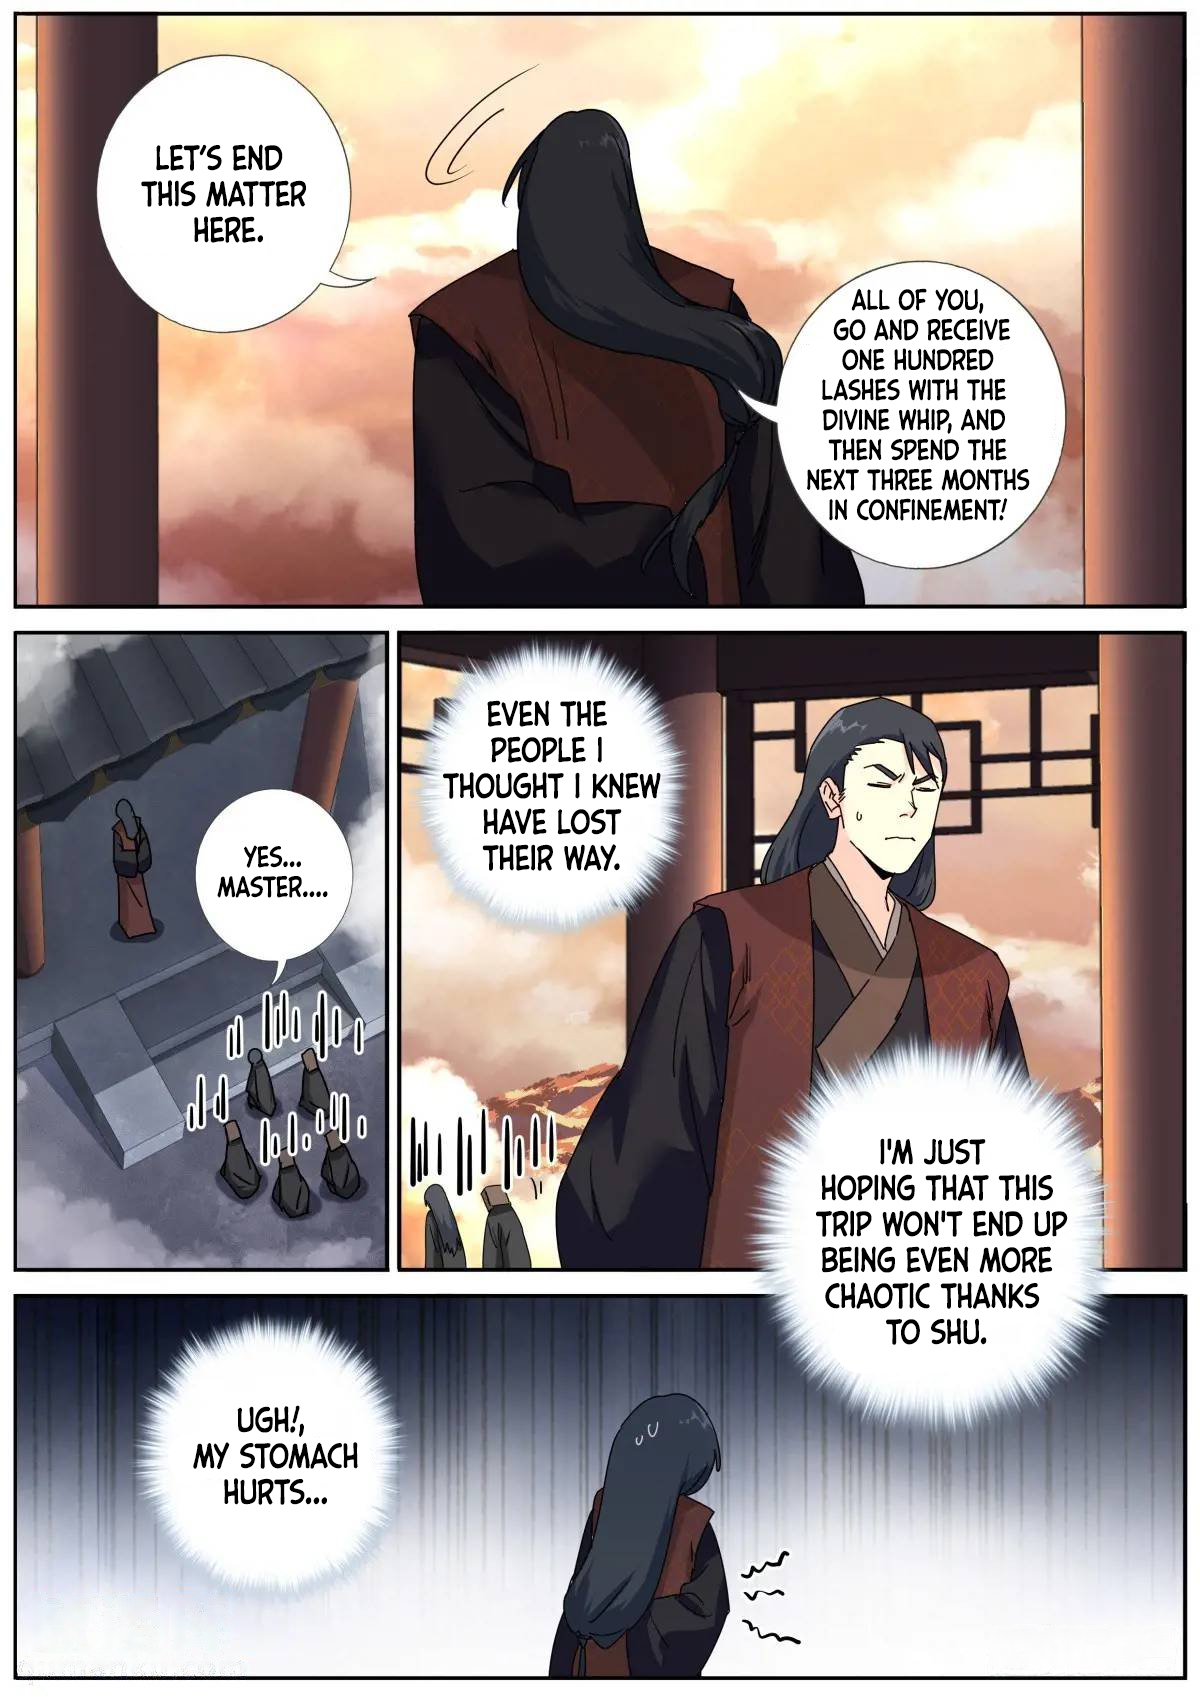 LET'S END
THIS MATTER
HERE.
ALL OF YOU,
GO AND RECEIVE
ONE HUNDRED
LASHES WITH THE
DIVINE WHIP, AND
THEN SPEND THE
NEXT THREE MONTHS
IN CONFINEMENT!
YES...
MASTER....
EVEN THE
PEOPLE I
THOUGHT I KNEW
HAVE LOST
THEIR WAY.
I'M JUST
HOPING THAT THIS
TRIP WON'T END UP
BEING EVEN MORE
CHAOTIC THANKS
TO SHU.
UGH!,
MY STOMACH
HURTS...